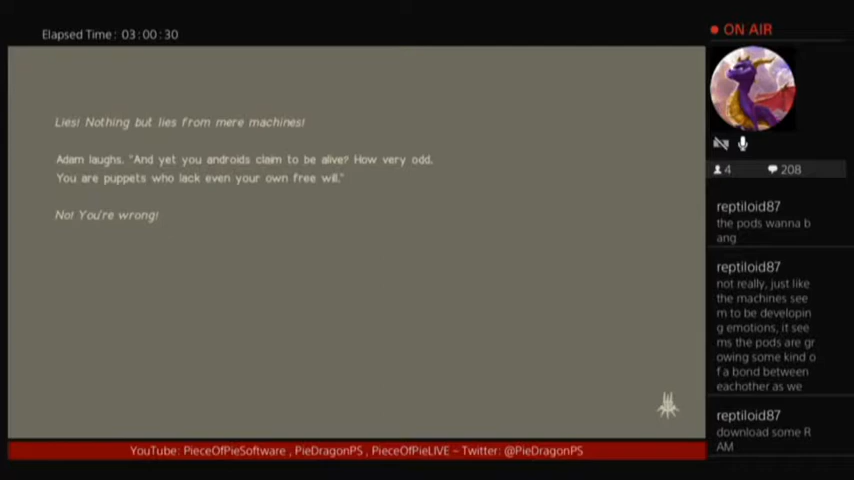 Elapsed Time : 03:00:30
ON AIR
Lies! Nothing but lies from mere machines!
Adam laughs. "And yet you androids claim to be alive? How very odd.
You are puppets who lack even your own free will."
No! You're wrong!
4 208
reptiloid87
the pods wanna b
ang
reptiloid87
not really, just like
the machines see
m to be developin
g emotions, it see
ms the pods are gr
owing some kind o
f a bond between
eachother as we
reptiloid87
download some R
AM
YouTube: PieceOfPieSoftware , PieDragonPS , PieceOfPieLIVE – Twitter: @PieDragonPS